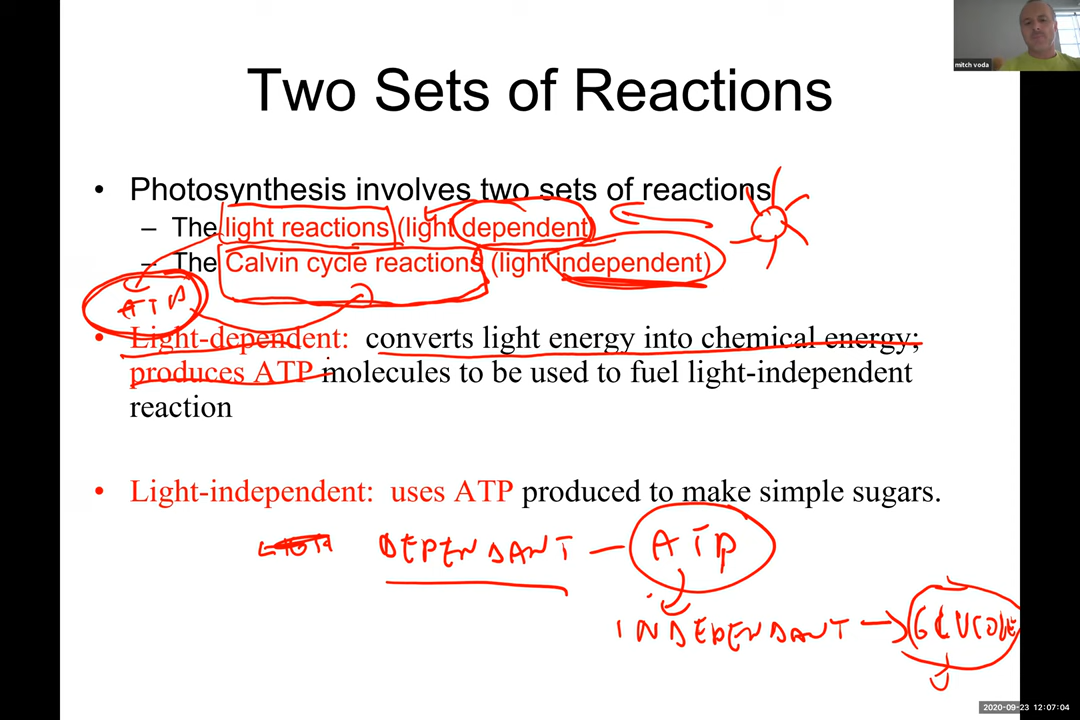 mitch voda
Two Sets of Reactions
• Photosynthesis involves two sets of reactions
– The light reactions (light dependent)
– The Calvin cycle reactions (light independent)
ATP
• Light-dependent: converts light energy into chemical energy;
produces ATP molecules to be used to fuel light-independent
reaction
• Light-independent: uses ATP produced to make simple sugars.
DEPENDANT — ATP
INDEPENDANT → GLUCOSE
2020-09-23 12:07:04